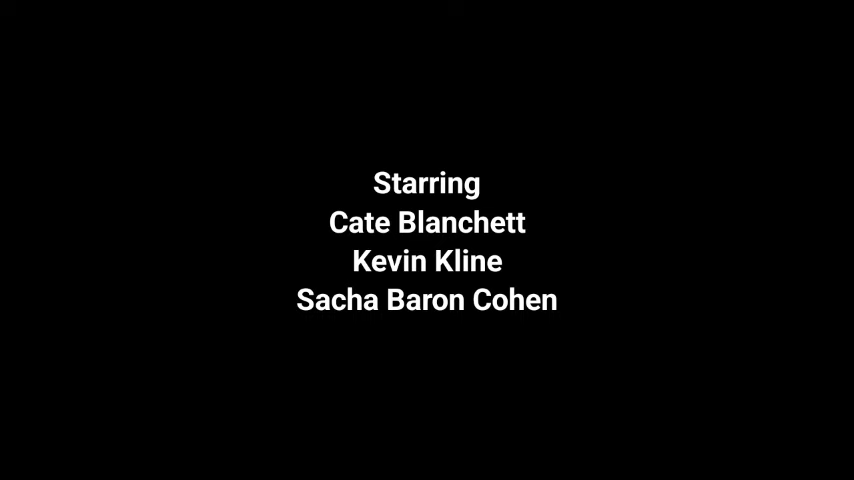 Starring
Cate Blanchett
Kevin Kline
Sacha Baron Cohen